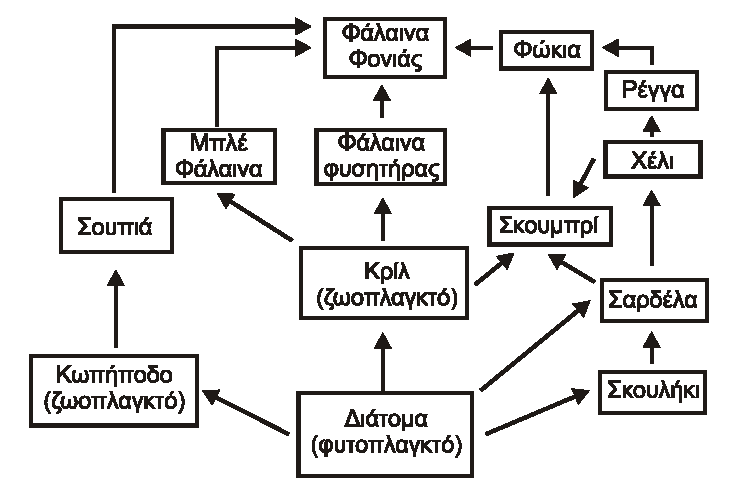 Φάλαινα
Φονιάς
Φώκια
Ρέγγα
Μπλέ
Φάλαινα
Φάλαινα
φυσητήρας
Χέλι
Σουπιά
Σκουμπρί
Κρίλ
(ζωοπλαγκτό)
Σαρδέλα
Κωπήποδο
(ζωοπλαγκτό)
Διάτομα
(φυτοπλαγκτό)
Σκουλήκι